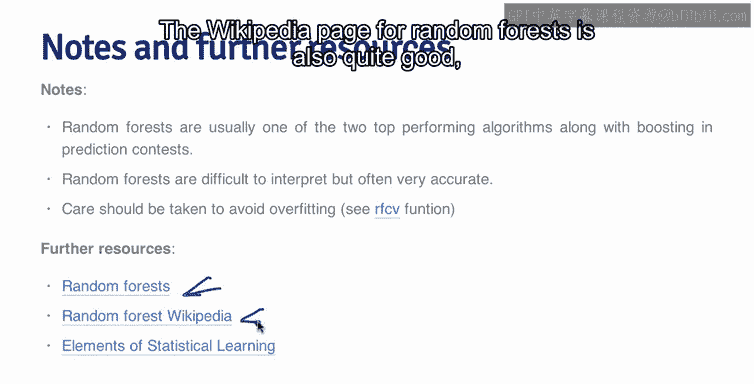 The Wikipedia page for random forests is
also quite good,
Notes and further resources
Notes:
· Random forests are usually one of the two top performing algorithms along with boosting in
prediction contests.
· Random forests are difficult to interpret but often very accurate.
· Care should be taken to avoid overfitting (see rfcv funtion)
Further resources:
· Random forests
· Random forest Wikipedia
· Elements of Statistical Learning